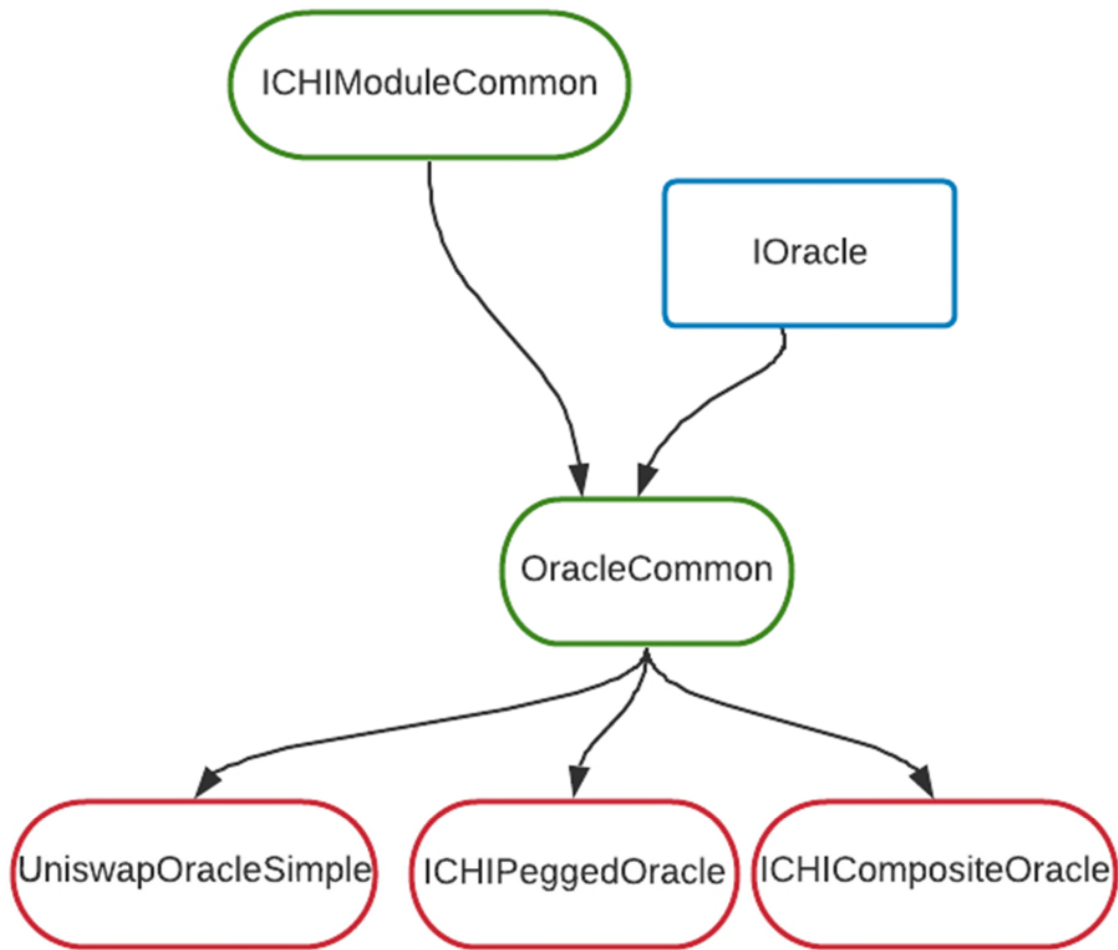 ICHIModuleCommon
IOracle
OracleCommon
UniswapOracleSimple
ICHIPeggedOracle
ICHICompositeOracle